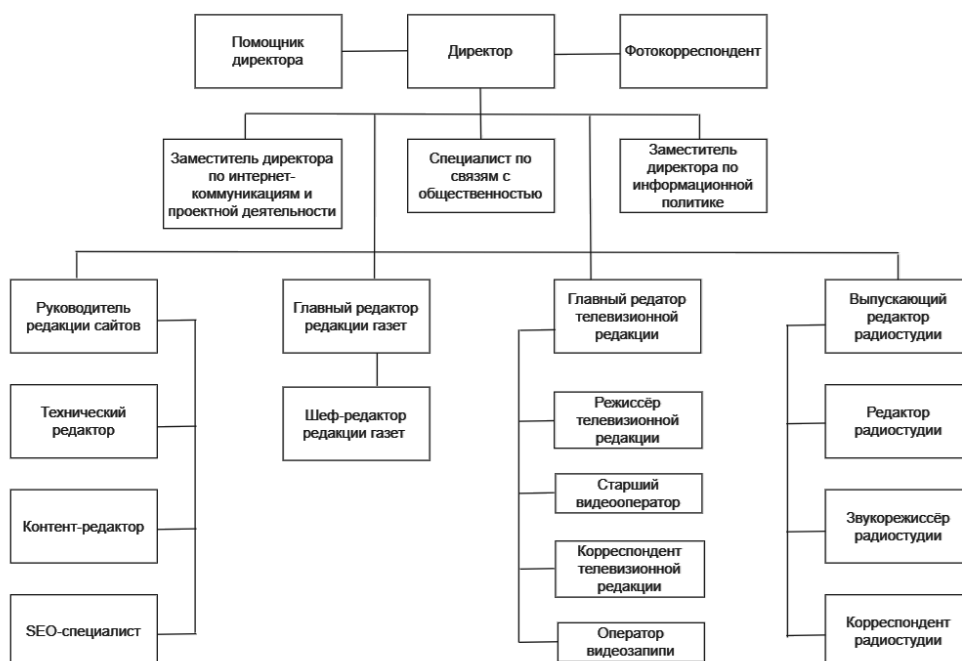 Помощник
директора
Директор
Фотокорреспондент
Заместитель директора
по интернет-
коммуникациям и
проектной деятельности
Специалист по
связям с
общественностью
Заместитель
директора по
информационной
политике
Руководитель
редакции сайтов
Главный редактор
редакции газет
Главный редатор
телевизионной
редакции
Выпускающий
редактор
радиостудии
Технический
редактор
Шеф-редактор
редакции газет
Режиссёр
телевизионной
редакции
Редактор
радиостудии
Старший
видеооператор
Контент-редактор
Звукорежиссёр
радиостудии
Корреспондент
телевизионной
редакции
SEO-специалист
Оператор
видеозапипи
Корреспондент
радиостудии